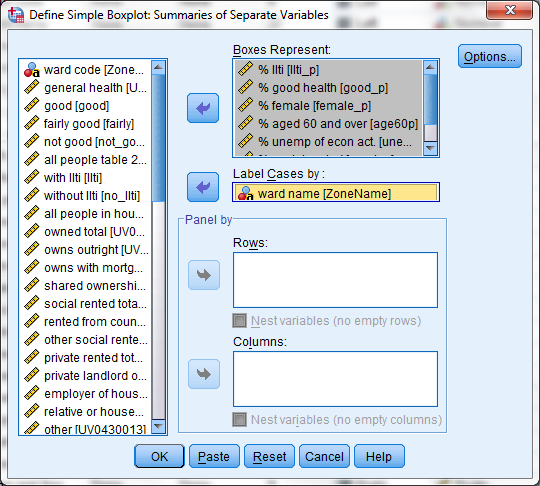 Define Simple Boxplot: Summaries of Separate Variables
ward code [Zone...
general health [U...
good [good]
fairly good [fairly]
not good [not_go...
all people table 2...
with llti [llti]
without llti [no_llti]
all people in hou...
owned total [UV0...
owns outright [UV...
owns with mortg...
shared ownershi...
social rented tota...
rented from coun...
other social rente...
private rented tot...
private landlord o...
employer of hous...
relative or house...
other [UV0430013]
Boxes Represent:
% llti [llti_p]
% good health [good_p]
% female [female_p]
% aged 60 and over [age60p]
% unemp of econ act. [une...
Label Cases by :
ward name [ZoneName]
Panel by
Rows:
Nest variables (no empty rows)
Columns:
Nest variables (no empty columns)
Options...
OK
Paste
Reset
Cancel
Help